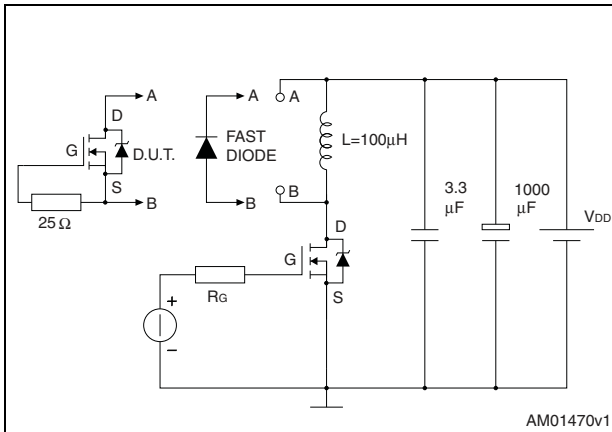 A
A
A
D
G
D.U.T.
S
B
25 Ω
FAST
DIODE
B
B
L=100µH
3.3
µF
1000
µF
VDD
D
G
S
RG
+
−
AM01470v1